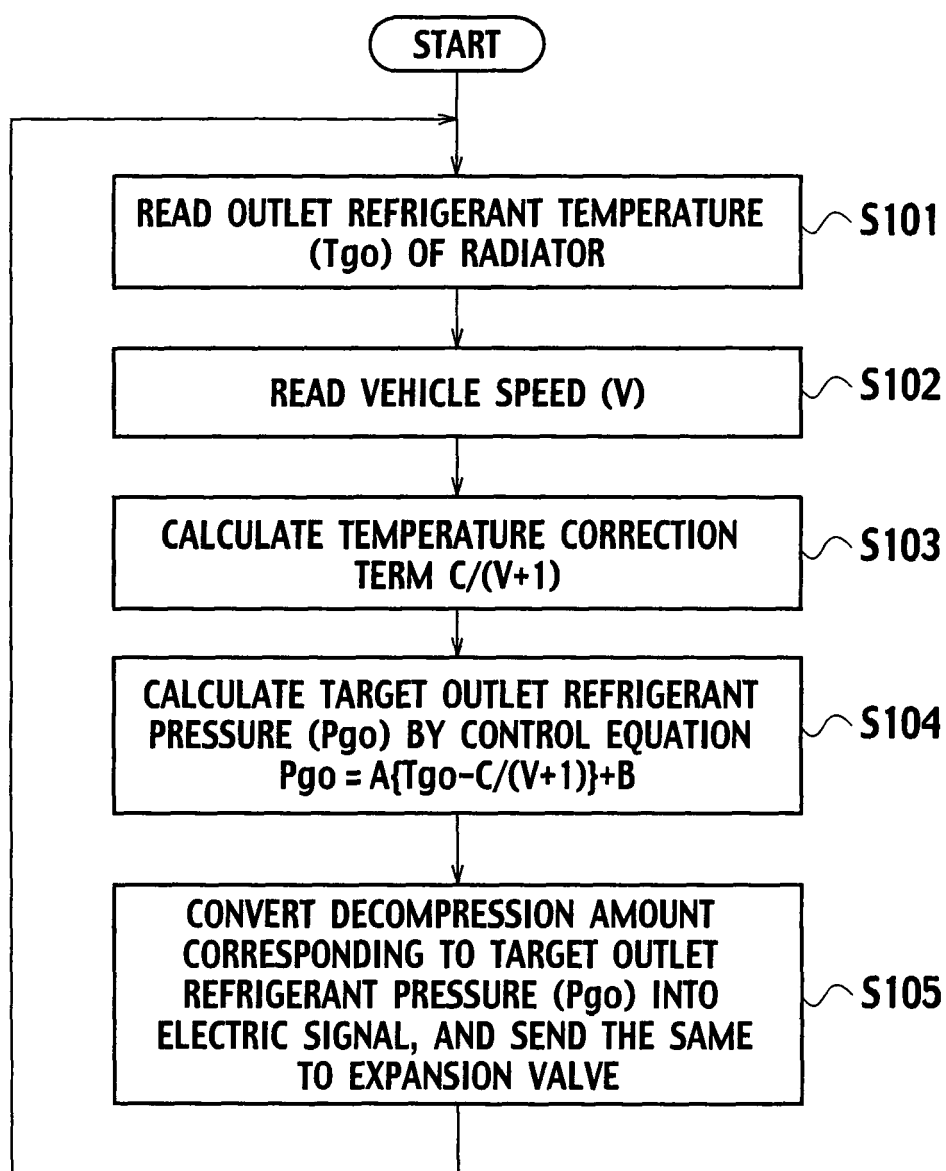 START
READ OUTLET REFRIGERANT TEMPERATURE
(Tgo) OF RADIATOR
S101
READ VEHICLE SPEED (V)
S102
CALCULATE TEMPERATURE CORRECTION
TERM C/(V+1)
S103
CALCULATE TARGET OUTLET REFRIGERANT
PRESSURE (Pgo) BY CONTROL EQUATION
Pgo = A{Tgo-C/(V+1)}+B
S104
CONVERT DECOMPRESSION AMOUNT
CORRESPONDING TO TARGET OUTLET
REFRIGERANT PRESSURE (Pgo) INTO
ELECTRIC SIGNAL, AND SEND THE SAME
TO EXPANSION VALVE
S105